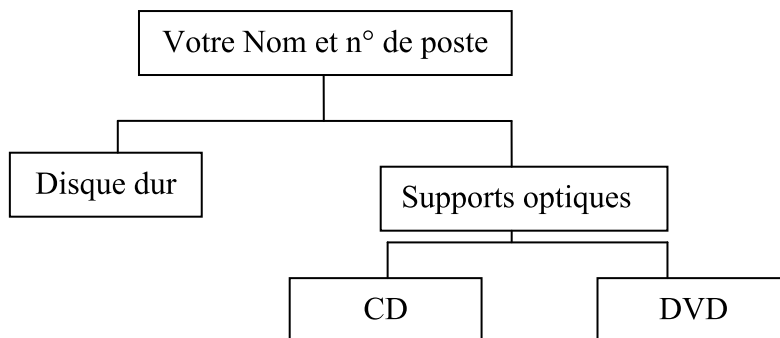 Votre Nom et n° de poste
Disque dur
Supports optiques
CD
DVD